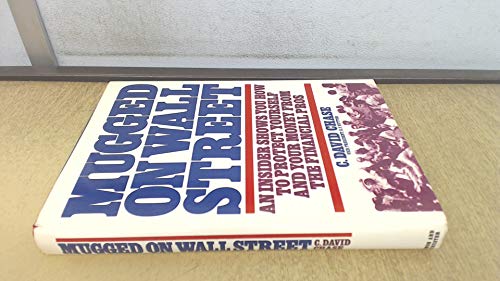 MUGGED
ON WALL
STREET
AN INSIDER SHOWS YOU HOW
TO PROTECT YOURSELF
AND YOUR MONEY FROM
THE FINANCIAL PROS
C. DAVID CHASE
MUGGED ON WALL STREET
C. DAVID
CHASE
AND